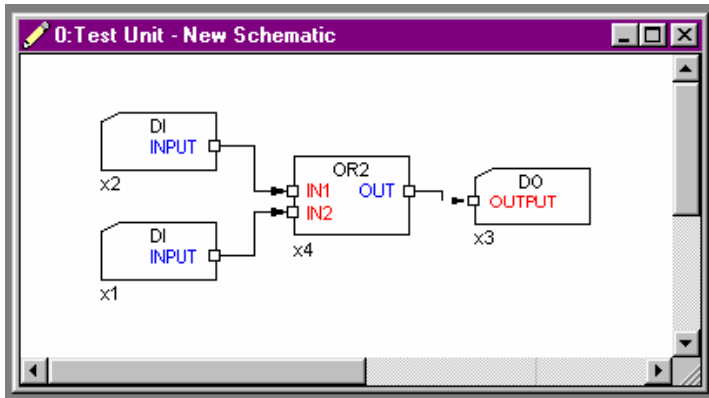 0:Test Unit - New Schematic
DI
INPUT
x2
OR2
IN1 OUT
IN2
x4
DO
OUTPUT
x3
DI
INPUT
x1